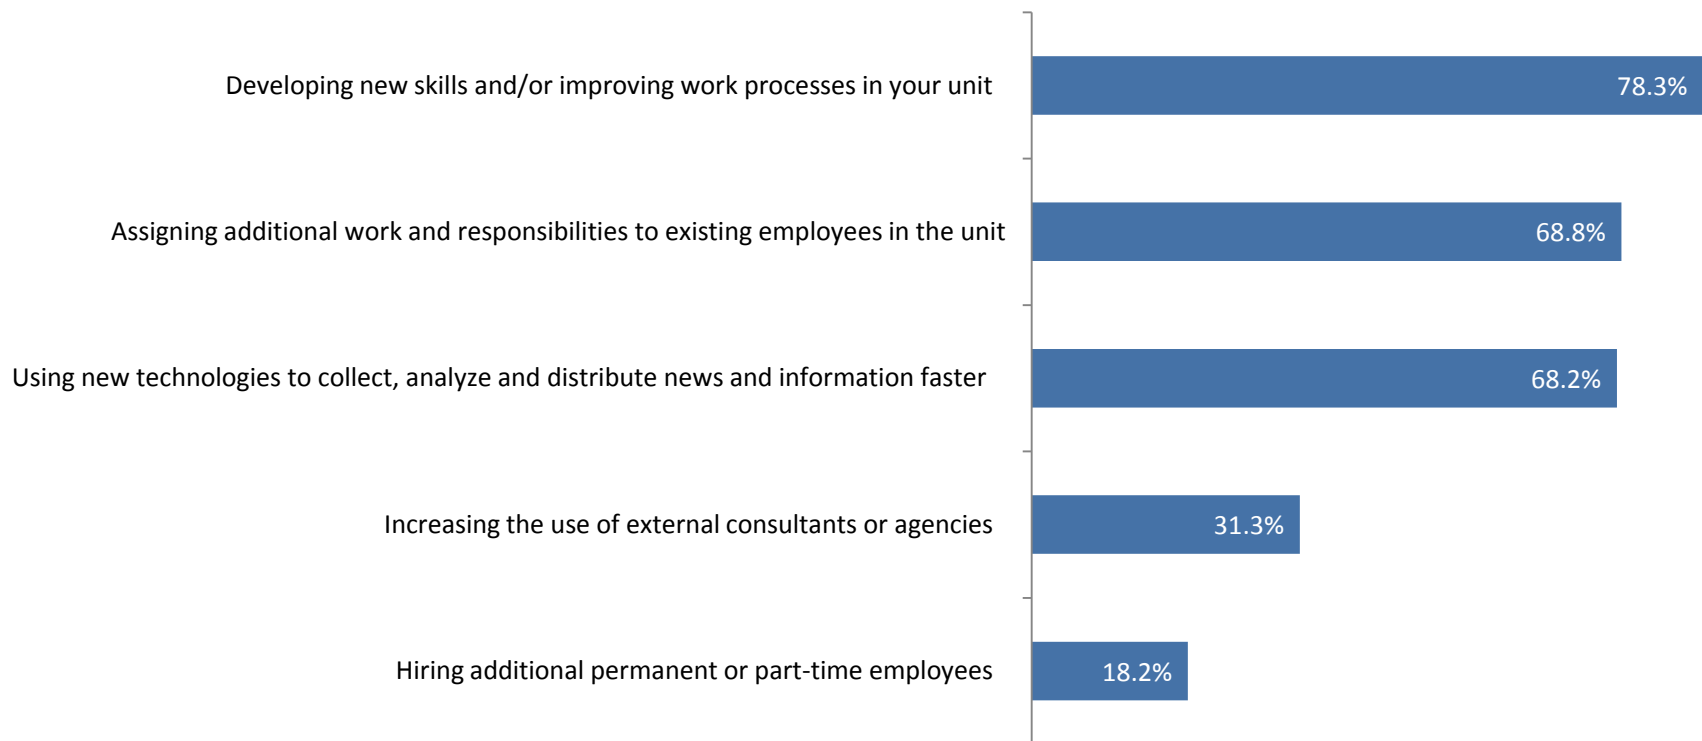 Developing new skills and/or improving work processes in your unit
78.3%
Assigning additional work and responsibilities to existing employees in the unit
68.8%
Using new technologies to collect, analyze and distribute news and information faster
68.2%
Increasing the use of external consultants or agencies
31.3%
Hiring additional permanent or part-time employees
18.2%